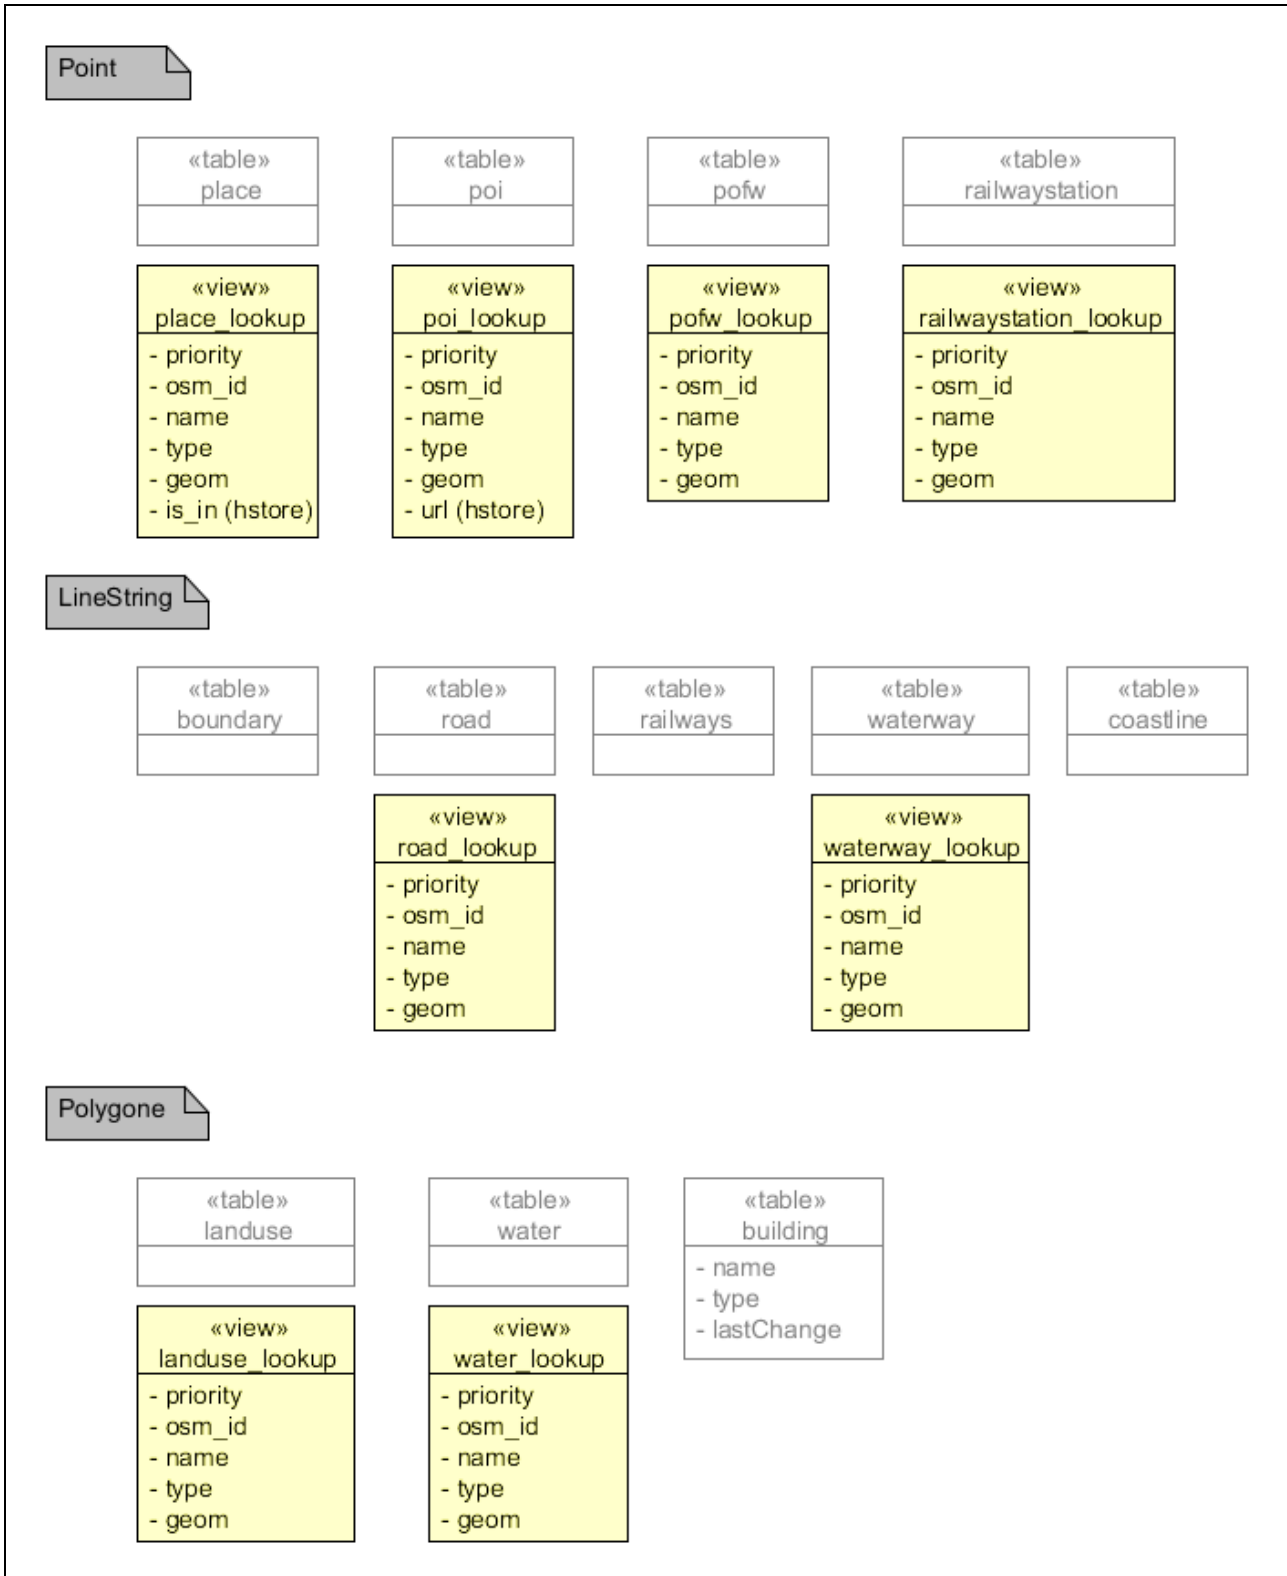 Point
«table»
place
«table»
poi
«table»
pofw
«table»
railwaystation
«view»
place_lookup
- priority
- osm_id
- name
- type
- geom
- is_in (hstore)
«view»
poi_lookup
- priority
- osm_id
- name
- type
- geom
- url (hstore)
«view»
pofw_lookup
- priority
- osm_id
- name
- type
- geom
«view»
railwaystation_lookup
- priority
- osm_id
- name
- type
- geom
LineString
«table»
boundary
«table»
road
«table»
railways
«table»
waterway
«table»
coastline
«view»
road_lookup
- priority
- osm_id
- name
- type
- geom
«view»
waterway_lookup
- priority
- osm_id
- name
- type
- geom
Polygone
«table»
landuse
«table»
water
«table»
building
- name
- type
- lastChange
«view»
landuse_lookup
- priority
- osm_id
- name
- type
- geom
«view»
water_lookup
- priority
- osm_id
- name
- type
- geom